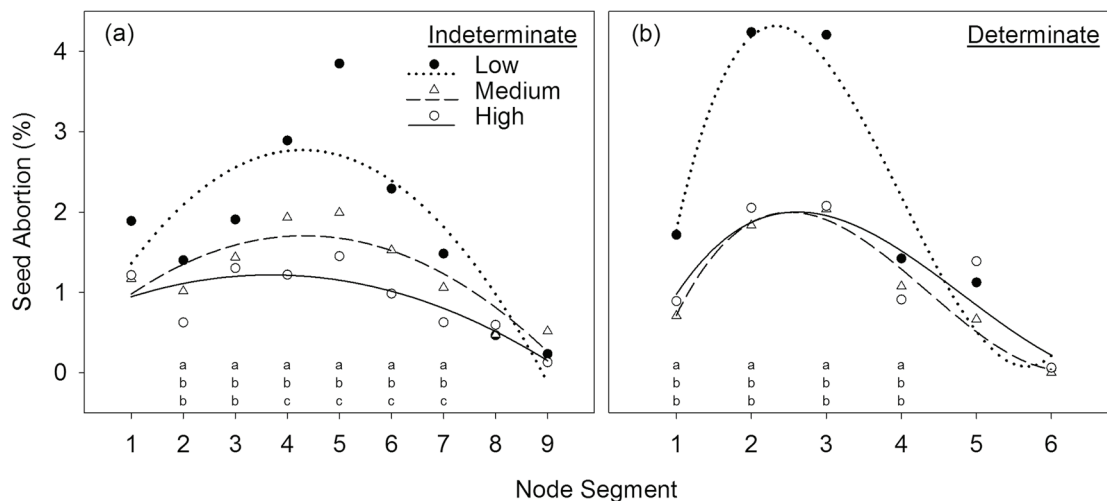 (a)
Indeterminate
Low
Medium
High
(b)
Determinate
Seed Abortion (%)
4
3
2
1
0
a a a a a a
b b b b b b
b b c c c c
a a a a
b b b b
b b b b
1 2 3 4 5 6 7 8 9
1 2 3 4 5 6
Node Segment